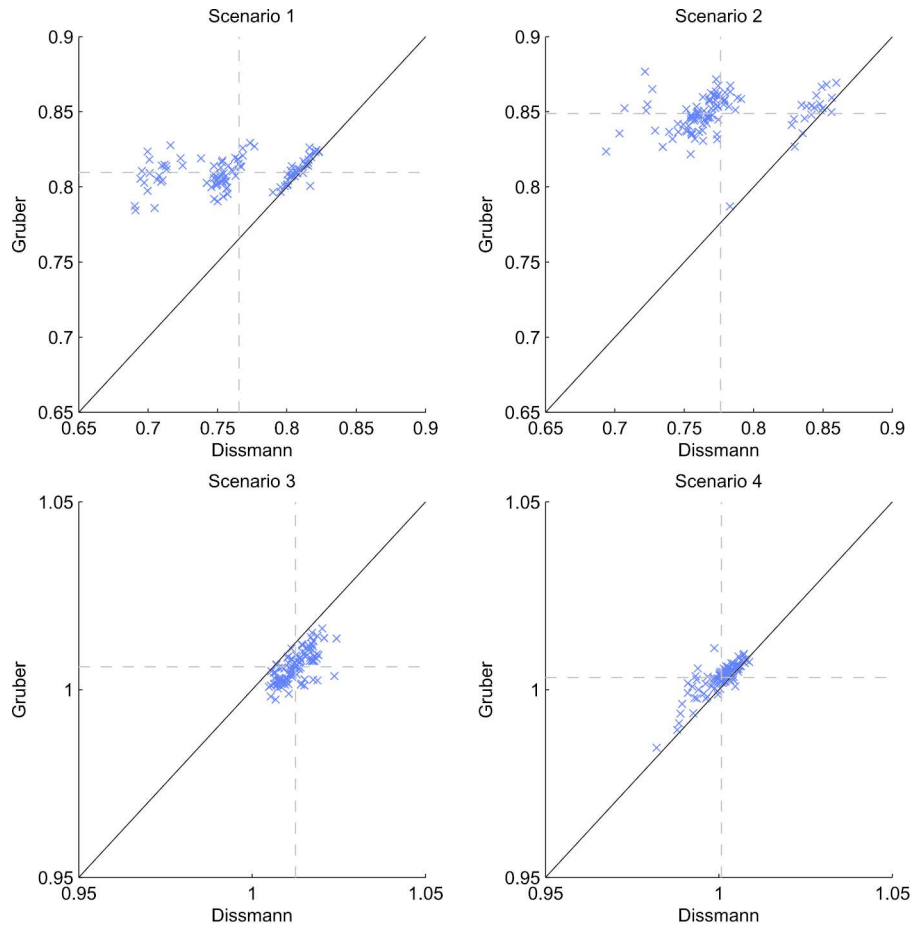 Scenario 1
0.9
0.85
0.8
0.75
0.7
0.65
Gruber
0.65 0.7 0.75 0.8 0.85 0.9
Dissmann
Scenario 2
0.9
0.85
0.8
0.75
0.7
0.65
Gruber
0.65 0.7 0.75 0.8 0.85 0.9
Dissmann
Scenario 3
1.05
1
0.95
Gruber
0.95 1 1.05
Dissmann
Scenario 4
1.05
1
0.95
Gruber
0.95 1 1.05
Dissmann